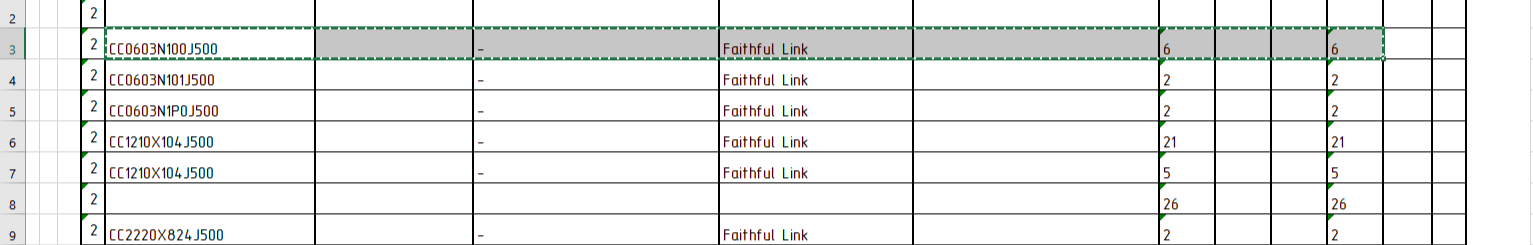 2 2
3 2 CC0603N100J500 - Faithful Link 6 6
4 2 CC0603N101J500 - Faithful Link 2 2
5 2 CC0603N1P0J500 - Faithful Link 2 2
6 2 CC1210X104J500 - Faithful Link 21 21
7 2 CC1210X104J500 - Faithful Link 5 5
8 2 26 26
9 2 CC2220X824J500 - Faithful Link 2 2